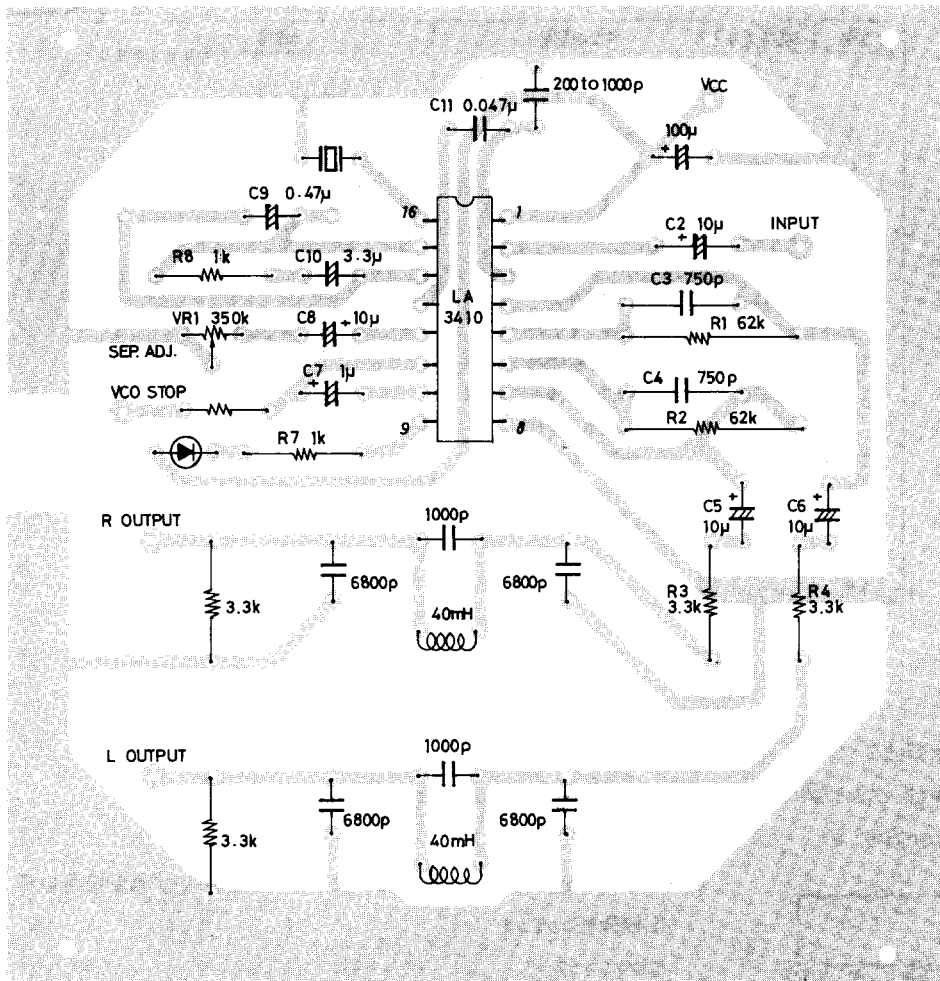 200 to 1000p
VCC
C11 0.047μ
100μ
+
C9 0.47μ
16
1
C2 10μ
+
INPUT
R8 1k
C10 3.3μ
C3 750p
LA
3410
VR1 350k
C8 +10μ
R1 62k
SEP. ADJ.
C7 1μ
+
C4 750p
VCO STOP
R2 62k
9
8
R7 1k
C5 +
10μ
C6 +
10μ
R OUTPUT
1000p
6800p
6800p
3.3k
R3
3.3k
R4
3.3k
40mH
L OUTPUT
1000p
6800p
6800p
3.3k
40mH